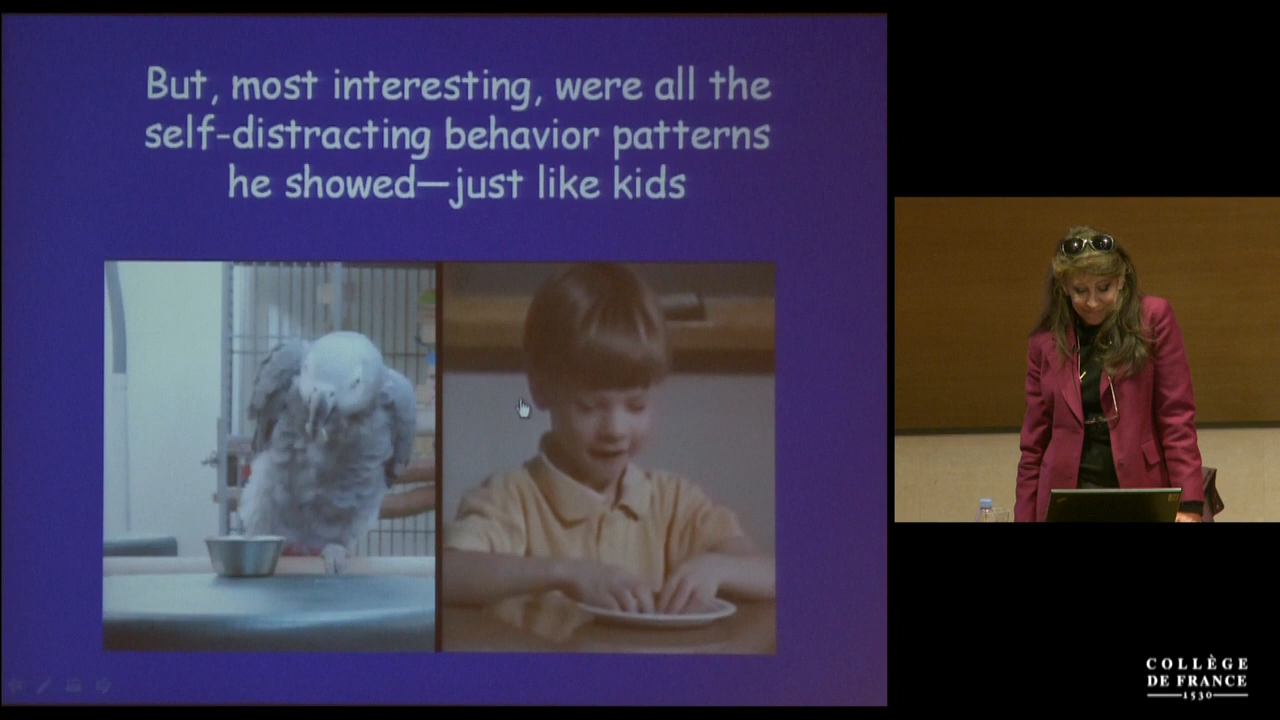 But, most interesting, were all the
self-distracting behavior patterns
he showed—just like kids
COLLÈGE
DE FRANCE
1530